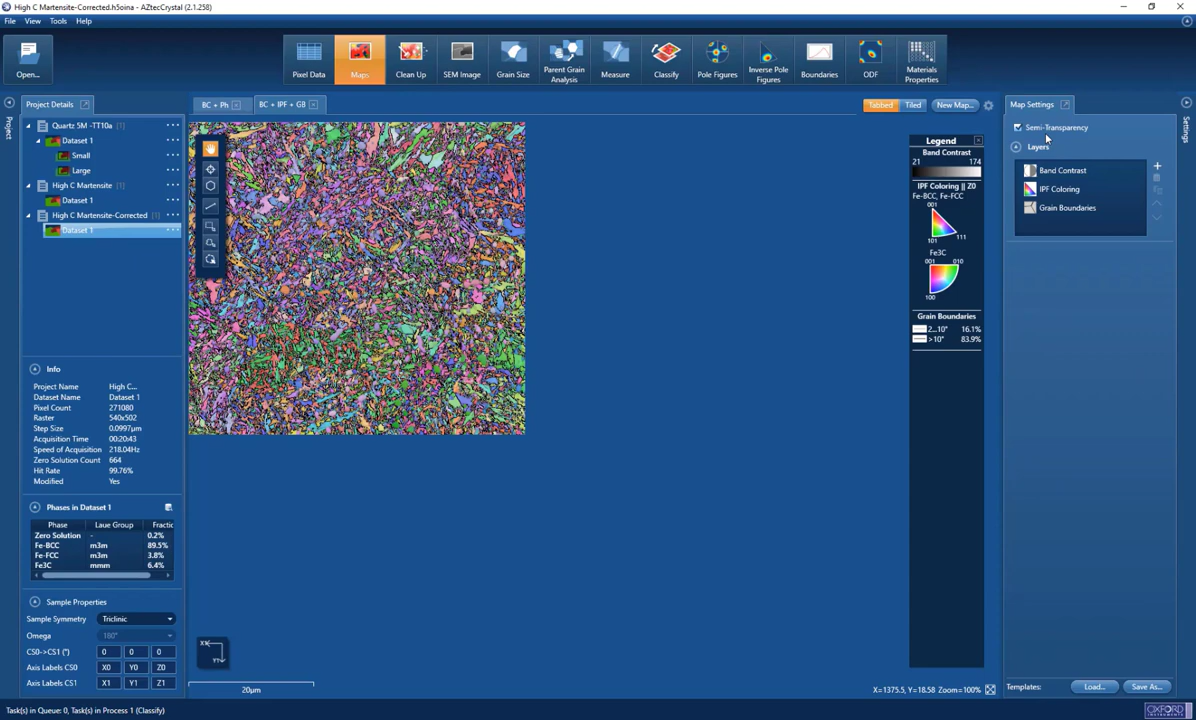 High C Martensite-Corrected.h5oina - AZtecCrystal (2.1.258)
File View Tools Help
Open...
Pixel Data
Maps
Clean Up
SEM Image
Grain Size
Parent Grain
Analysis
Measure
Classify
Pole Figures
Inverse Pole
Figures
Boundaries
ODF
Materials
Properties
Project
Project Details
Quartz 5M -TT10a [1]
Dataset 1
Small
Large
High C Martensite [1]
Dataset 1
High C Martensite-Corrected [1]
Dataset 1
Info
Project Name High C...
Dataset Name Dataset 1
Pixel Count 271080
Raster 540x502
Step Size 0.0997µm
Acquisition Time 00:20:43
Speed of Acquisition 218.04Hz
Zero Solution Count 664
Hit Rate 99.76%
Modified Yes
Phases in Dataset 1
Phase Laue Group Fractic
Zero Solution - 0.2%
Fe-BCC m3m 89.5%
Fe-FCC m3m 3.8%
Fe3C mmm 6.4%
Sample Properties
Sample Symmetry Triclinic
Omega 180°
CS0->CS1 (°) 0 0 0
Axis Labels CS0 X0 Y0 Z0
Axis Labels CS1 X1 Y1 Z1
BC + Ph
BC + IPF + GB
Tabbed Tiled New Map...
Legend
Band Contrast
21 174
IPF Coloring || Z0
Fe-BCC, Fe-FCC
001
101 111
Fe3C
001 010
100
Grain Boundaries
2...10° 16.1%
>10° 83.9%
X1 Y1
20µm
X=1375.5, Y=18.58 Zoom=100%
Map Settings
Semi-Transparency
Layers
Band Contrast
IPF Coloring
Grain Boundaries
Settings
Templates: Load... Save As...
Task(s) in Queue: 0, Task(s) in Process 1 (Classify)
OXFORD
INSTRUMENTS